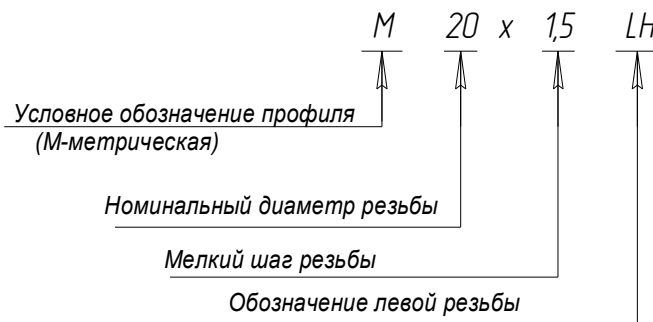 М 20 х 1,5 LH
Условное обозначение профиля
(М-метрическая)
Номинальный диаметр резьбы
Мелкий шаг резьбы
Обозначение левой резьбы